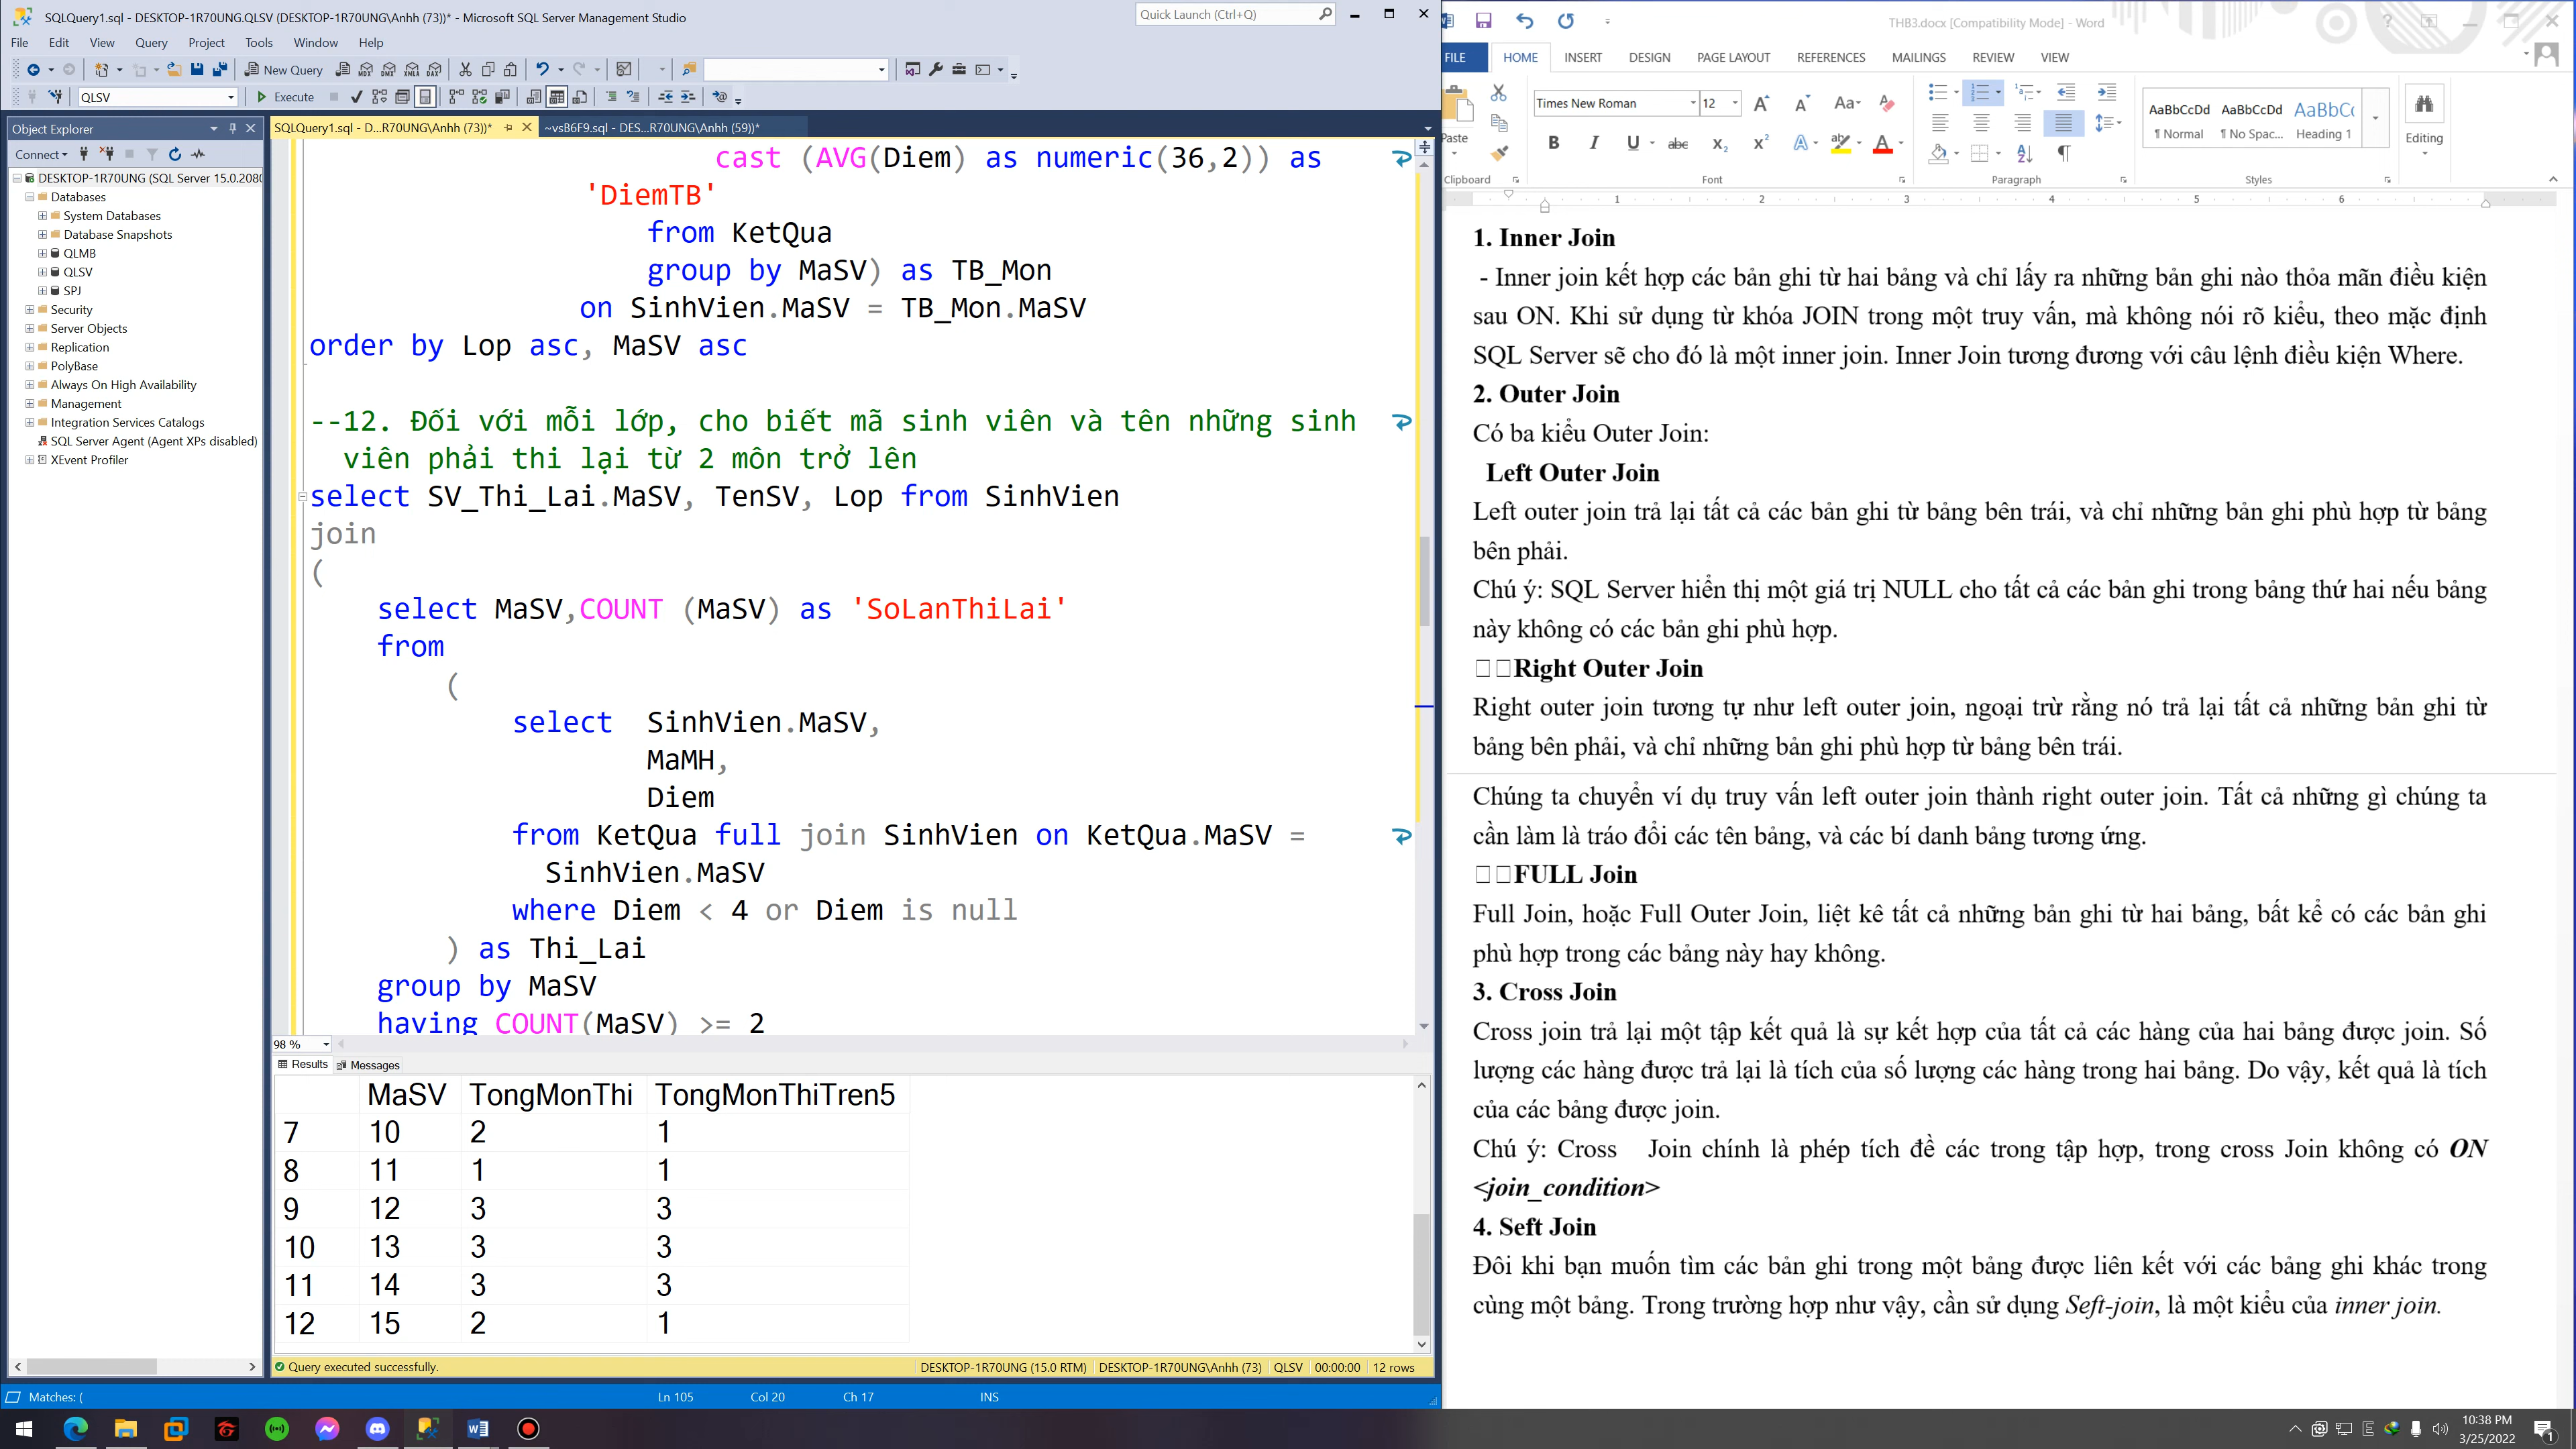 SQLQuery1.sql - DESKTOP-1R70UNG.QLSV (DESKTOP-1R70UNG\Anhh (73))* - Microsoft SQL Server Management Studio
Quick Launch (Ctrl+Q)
File Edit View Query Project Tools Window Help
New Query
QLSV
Execute
Object Explorer
Connect
DESKTOP-1R70UNG (SQL Server 15.0.2080
Databases
System Databases
Database Snapshots
QLMB
QLSV
SPJ
Security
Server Objects
Replication
PolyBase
Always On High Availability
Management
Integration Services Catalogs
SQL Server Agent (Agent XPs disabled)
XEvent Profiler
SQLQuery1.sql - D...R70UNG\Anhh (73))*
~vsB6F9.sql - DES...R70UNG\Anhh (59))*
cast (AVG(Diem) as numeric(36,2)) as
'DiemTB'
from KetQua
group by MaSV) as TB_Mon
on SinhVien.MaSV = TB_Mon.MaSV
order by Lop asc, MaSV asc
--12. Đối với mỗi lớp, cho biết mã sinh viên và tên những sinh
viên phải thi lại từ 2 môn trở lên
select SV_Thi_Lai.MaSV, TenSV, Lop from SinhVien
join
(
select MaSV,COUNT (MaSV) as 'SoLanThiLai'
from
(
select SinhVien.MaSV,
MaMH,
Diem
from KetQua full join SinhVien on KetQua.MaSV =
SinhVien.MaSV
where Diem < 4 or Diem is null
) as Thi_Lai
group by MaSV
having COUNT(MaSV) >= 2
98 %
Results Messages
MaSV TongMonThi TongMonThiTren5
7 10 2 1
8 11 1 1
9 12 3 3
10 13 3 3
11 14 3 3
12 15 2 1
Query executed successfully.
DESKTOP-1R70UNG (15.0 RTM) DESKTOP-1R70UNG\Anhh (73) QLSV 00:00:00 12 rows
Matches: (
Ln 105 Col 20 Ch 17 INS
THB3.docx [Compatibility Mode] - Word
FILE HOME INSERT DESIGN PAGE LAYOUT REFERENCES MAILINGS REVIEW VIEW
Paste
Times New Roman 12
AaBbCcDd AaBbCcDd AaBbCc
¶ Normal ¶ No Spac... Heading 1
Editing
Clipboard Font Paragraph Styles
1 2 3 4 5 6
1. Inner Join
- Inner join kết hợp các bản ghi từ hai bảng và chỉ lấy ra những bản ghi nào thỏa mãn điều kiện
sau ON. Khi sử dụng từ khóa JOIN trong một truy vấn, mà không nói rõ kiểu, theo mặc định
SQL Server sẽ cho đó là một inner join. Inner Join tương đương với câu lệnh điều kiện Where.
2. Outer Join
Có ba kiểu Outer Join:
Left Outer Join
Left outer join trả lại tất cả các bản ghi từ bảng bên trái, và chỉ những bản ghi phù hợp từ bảng
bên phải.
Chú ý: SQL Server hiển thị một giá trị NULL cho tất cả các bản ghi trong bảng thứ hai nếu bảng
này không có các bản ghi phù hợp.
Right Outer Join
Right outer join tương tự như left outer join, ngoại trừ rằng nó trả lại tất cả những bản ghi từ
bảng bên phải, và chỉ những bản ghi phù hợp từ bảng bên trái.
Chúng ta chuyển ví dụ truy vấn left outer join thành right outer join. Tất cả những gì chúng ta
cần làm là tráo đổi các tên bảng, và các bí danh bảng tương ứng.
FULL Join
Full Join, hoặc Full Outer Join, liệt kê tất cả những bản ghi từ hai bảng, bất kể có các bản ghi
phù hợp trong các bảng này hay không.
3. Cross Join
Cross join trả lại một tập kết quả là sự kết hợp của tất cả các hàng của hai bảng được join. Số
lượng các hàng được trả lại là tích của số lượng các hàng trong hai bảng. Do vậy, kết quả là tích
của các bảng được join.
Chú ý: Cross Join chính là phép tích đề các trong tập hợp, trong cross Join không có ON
<join_condition>
4. Seft Join
Đôi khi bạn muốn tìm các bản ghi trong một bảng được liên kết với các bảng ghi khác trong
cùng một bảng. Trong trường hợp như vậy, cần sử dụng Seft-join, là một kiểu của inner join.
10:38 PM
3/25/2022